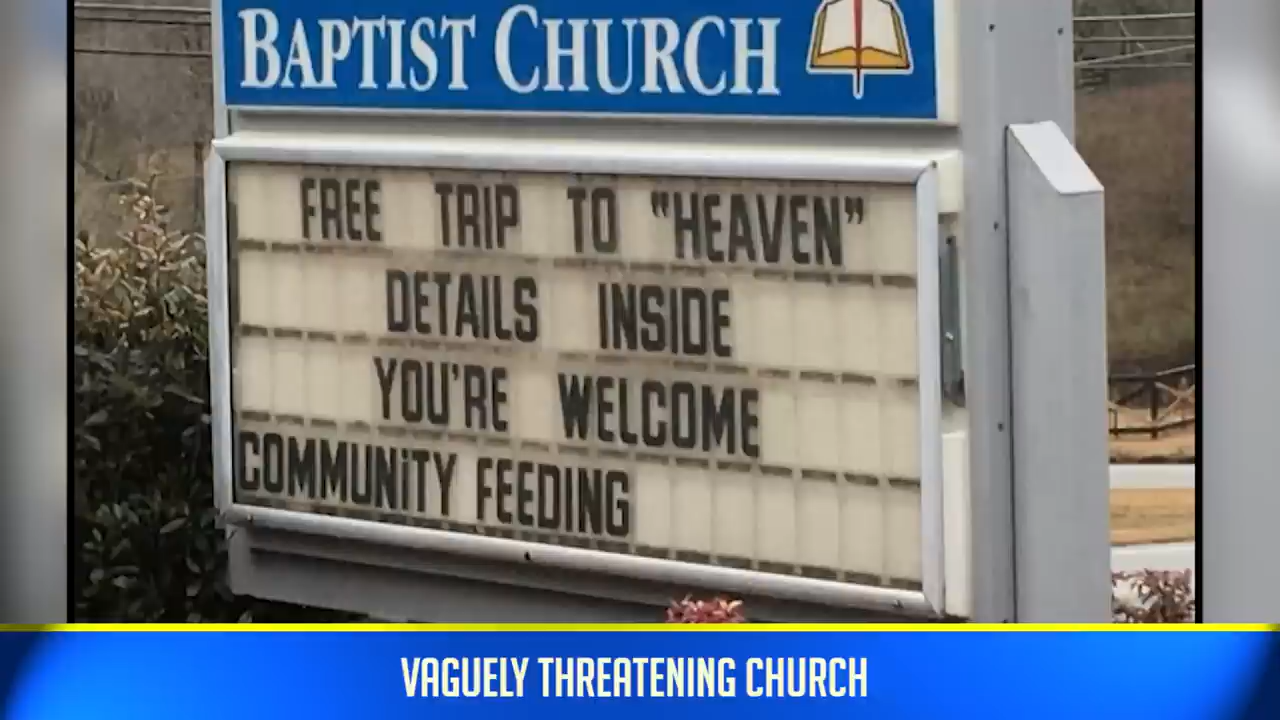 BAPTIST CHURCH
FREE TRIP TO "HEAVEN"
DETAILS INSIDE
YOU'RE WELCOME
COMMUNiTY FEEDING
VAGUELY THREATENING CHURCH